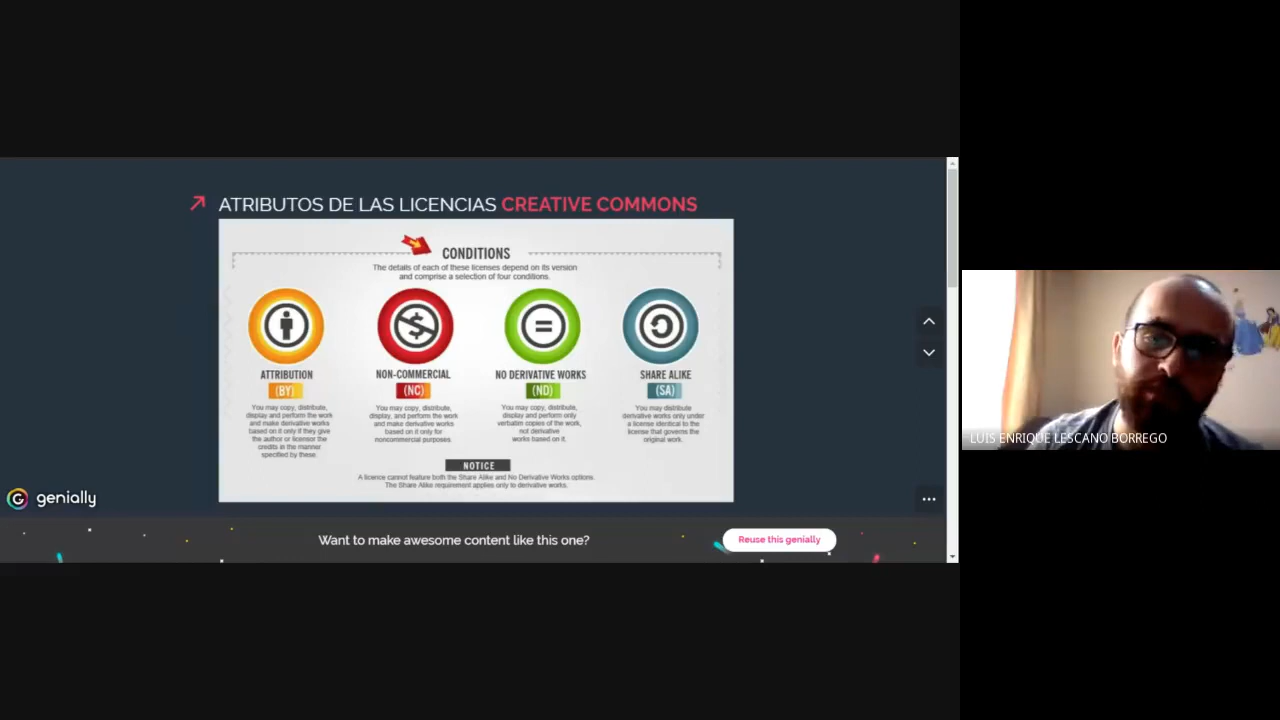 ATRIBUTOS DE LAS LICENCIAS CREATIVE COMMONS
CONDITIONS
The details of each of these licenses depend on its version
and comprise a selection of four conditions.
ATTRIBUTION
(BY)
You may copy, distribute,
display and perform the work
and make derivative works
based on it only if they give
the author or licensor the
credits in the manner
specified by these.
NON-COMMERCIAL
(NC)
You may copy, distribute,
display, and perform the work
and make derivative works
based on it only for
noncommercial purposes.
NO DERIVATIVE WORKS
(ND)
You may copy, distribute,
display and perform only
verbatim copies of the work,
not derivative
works based on it.
SHARE ALIKE
(SA)
You may distribute
derivative works only under
a license identical to the
license that governs the
original work.
NOTICE
A licence cannot feature both the Share Alike and No Derivative Works options.
The Share Alike requirement applies only to derivative works.
genially
Want to make awesome content like this one?
Reuse this genially
LUIS ENRIQUE LESCANO BORREGO